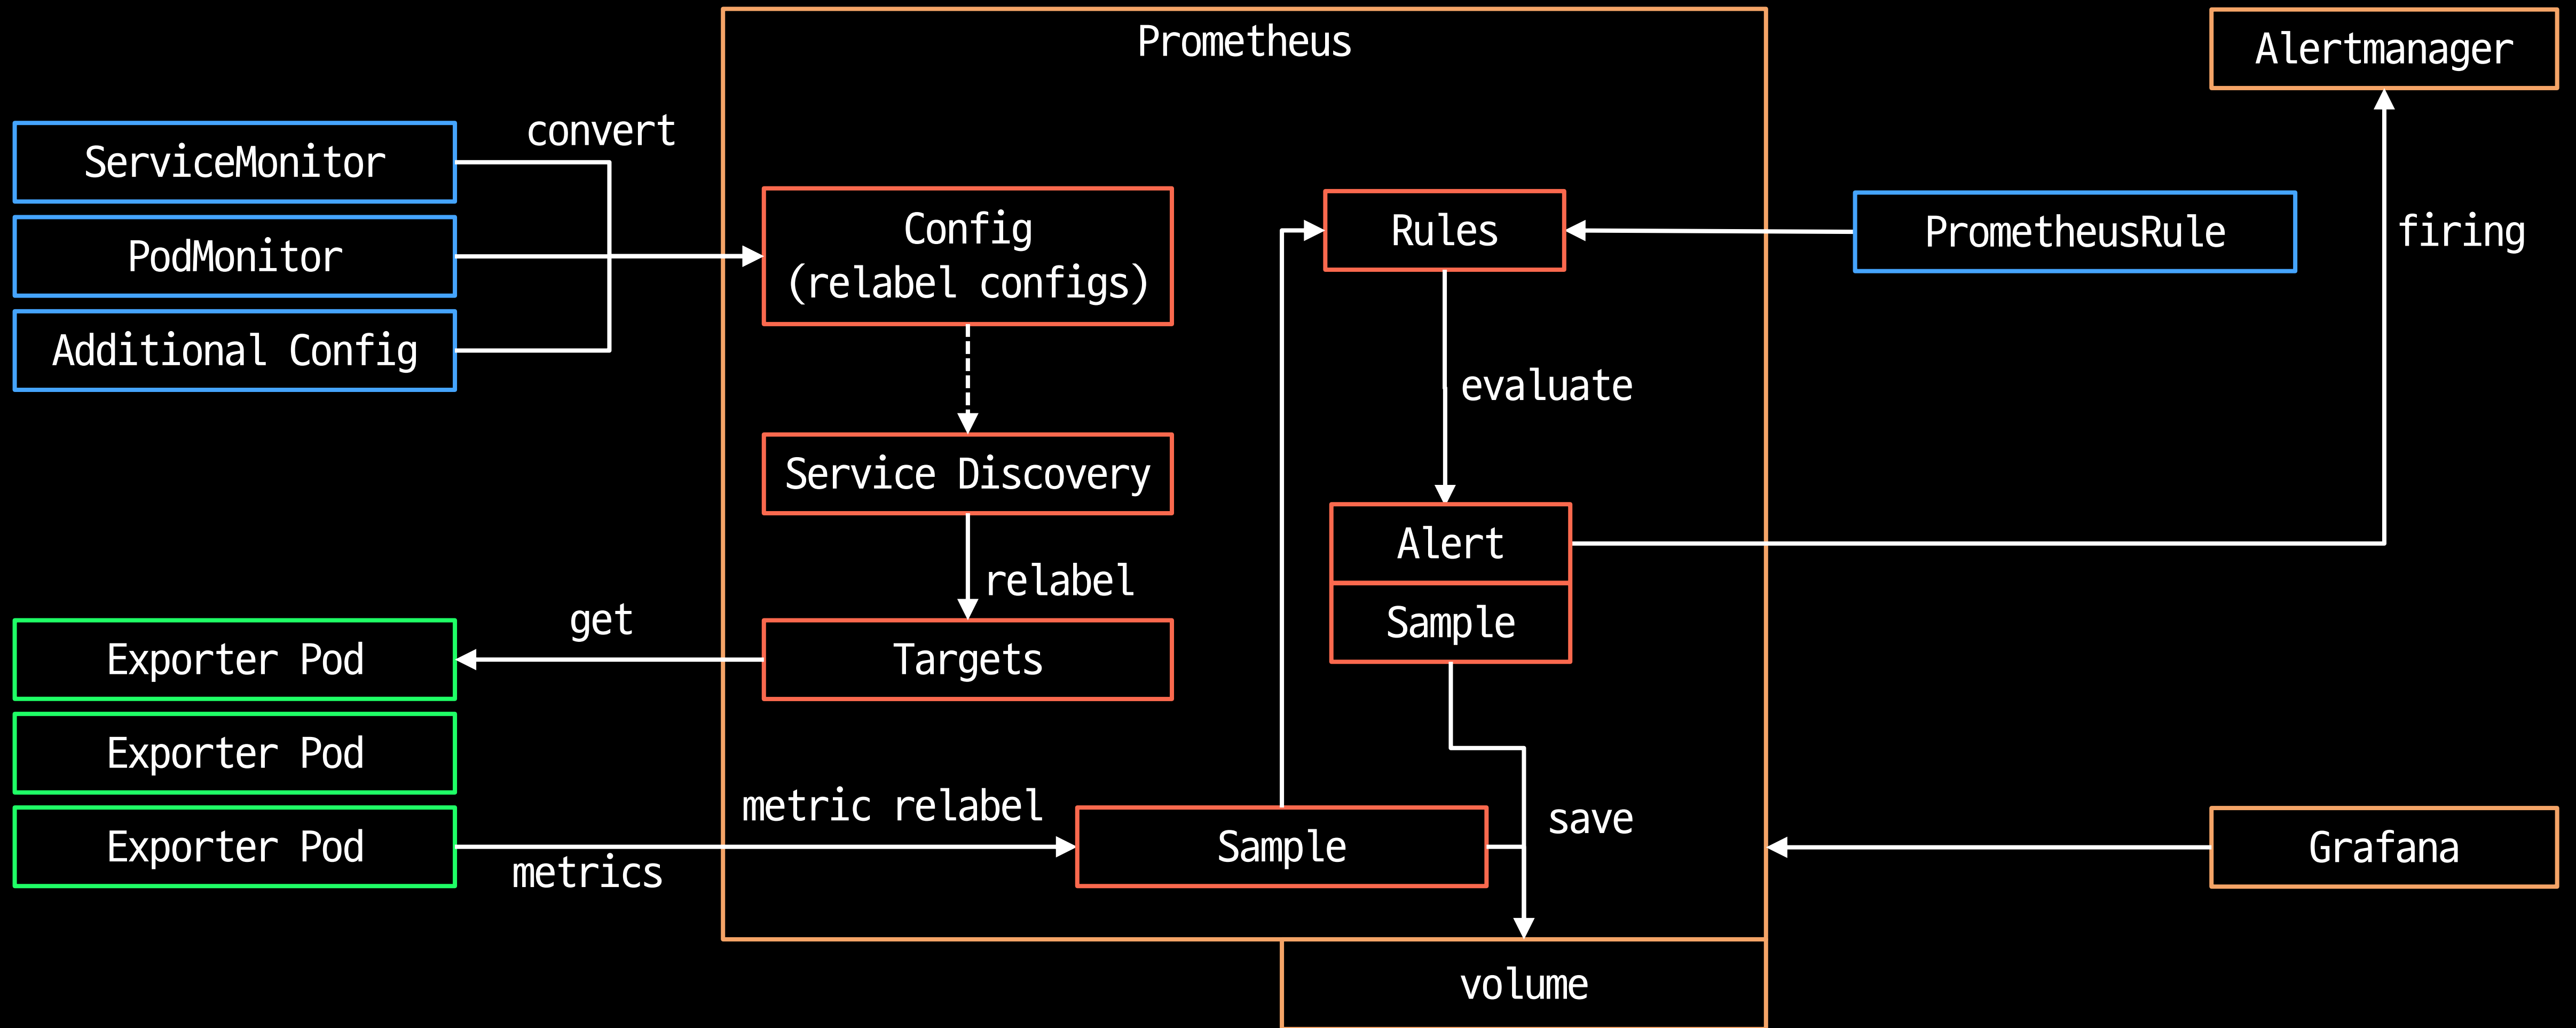 Prometheus
Alertmanager
convert
ServiceMonitor
PodMonitor
Additional Config
Config
(relabel configs)
Rules
PrometheusRule
firing
evaluate
Service Discovery
relabel
Alert
Sample
get
Exporter Pod
Targets
Exporter Pod
Exporter Pod
metrics
metric relabel
Sample
save
Grafana
volume